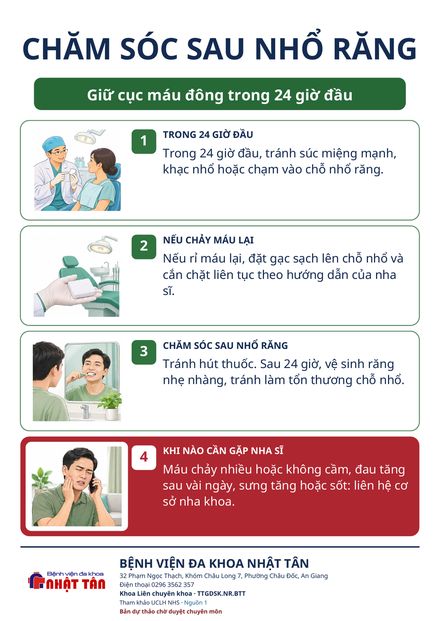 CHĂM SÓC SAU NHỔ RĂNG
Giữ cục máu đông trong 24 giờ đầu
1
TRONG 24 GIỜ ĐẦU
Trong 24 giờ đầu, tránh súc miệng mạnh,
khạc nhổ hoặc chạm vào chỗ nhổ răng.
2
NẾU CHẢY MÁU LẠI
Nếu rỉ máu lại, đặt gạc sạch lên chỗ nhổ và
cắn chặt liên tục theo hướng dẫn của nha
sĩ.
3
CHĂM SÓC SAU NHỔ RĂNG
Tránh hút thuốc. Sau 24 giờ, vệ sinh răng
nhẹ nhàng, tránh làm tổn thương chỗ nhổ.
4
KHI NÀO CẦN GẶP NHA SĨ
Máu chảy nhiều hoặc không cầm, đau tăng
sau vài ngày, sưng tăng hoặc sốt: liên hệ cơ
sở nha khoa.
Bệnh viện đa khoa
NHẬT TÂN
BỆNH VIỆN ĐA KHOA NHẬT TÂN
32 Phạm Ngọc Thạch, Khóm Châu Long 7, Phường Châu Đốc, An Giang
Điện thoại 0296 3562 357
Khoa Liên chuyên khoa · TTGDSK.NR.BTT
Tham khảo UCLH NHS · Nguồn 1
Bản dự thảo chờ duyệt chuyên môn